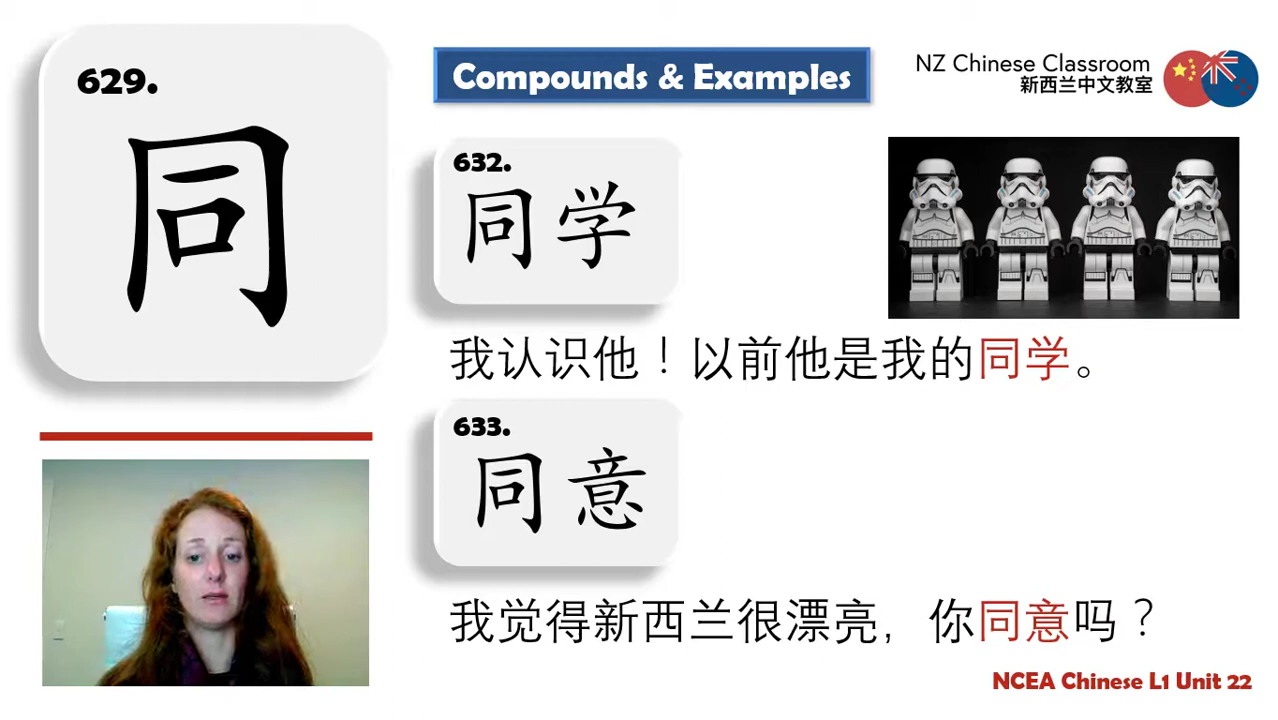 629.
同
Compounds & Examples
NZ Chinese Classroom
新西兰中文教室
632.
同学
我认识他！以前他是我的同学。
633.
同意
我觉得新西兰很漂亮，你同意吗？
NCEA Chinese L1 Unit 22